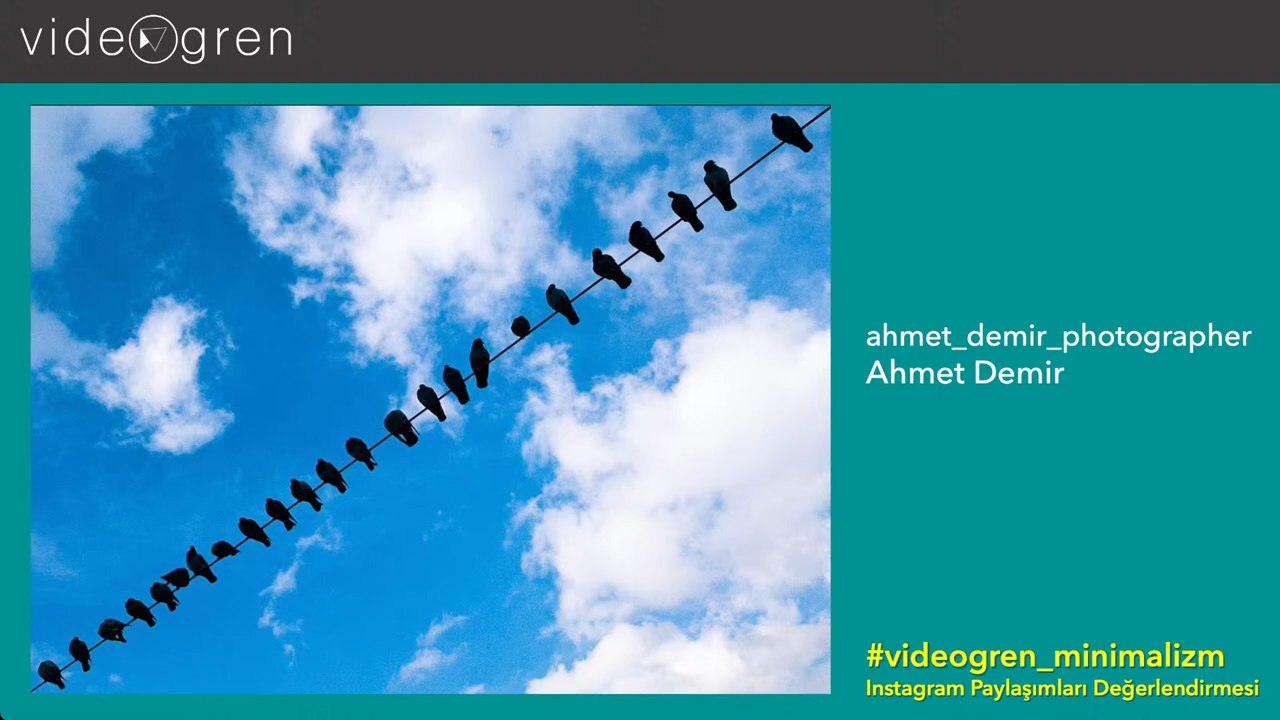 videogren
ahmet_demir_photographer
Ahmet Demir
#videogren_minimalizm
Instagram Paylaşımları Değerlendirmesi